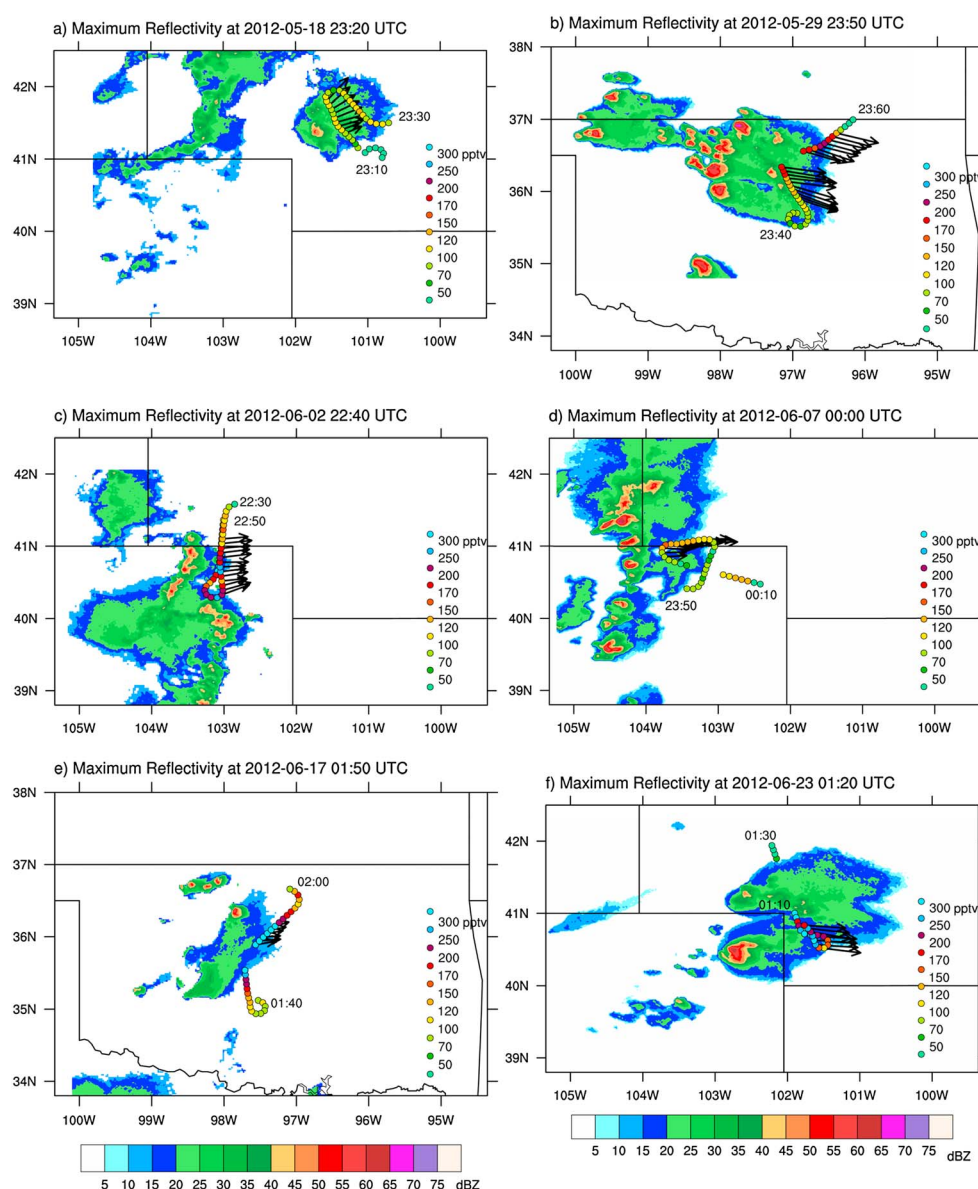 a) Maximum Reflectivity at 2012-05-18 23:20 UTC
42N
41N
40N
39N
105W 104W 103W 102W 101W 100W
23:30
23:10
300 pptv
250
200
170
150
120
100
70
50
b) Maximum Reflectivity at 2012-05-29 23:50 UTC
38N
37N
36N
35N
34N
100W 99W 98W 97W 96W 95W
23:60
23:40
300 pptv
250
200
170
150
120
100
70
50
c) Maximum Reflectivity at 2012-06-02 22:40 UTC
42N
41N
40N
39N
105W 104W 103W 102W 101W 100W
22:30
22:50
300 pptv
250
200
170
150
120
100
70
50
d) Maximum Reflectivity at 2012-06-07 00:00 UTC
42N
41N
40N
39N
105W 104W 103W 102W 101W 100W
23:50
00:10
300 pptv
250
200
170
150
120
100
70
50
e) Maximum Reflectivity at 2012-06-17 01:50 UTC
38N
37N
36N
35N
34N
100W 99W 98W 97W 96W 95W
02:00
01:40
300 pptv
250
200
170
150
120
100
70
50
f) Maximum Reflectivity at 2012-06-23 01:20 UTC
42N
41N
40N
39N
105W 104W 103W 102W 101W 100W
01:30
01:10
300 pptv
250
200
170
150
120
100
70
50
5 10 15 20 25 30 35 40 45 50 55 60 65 70 75 dBZ
5 10 15 20 25 30 35 40 45 50 55 60 65 70 75 dBZ